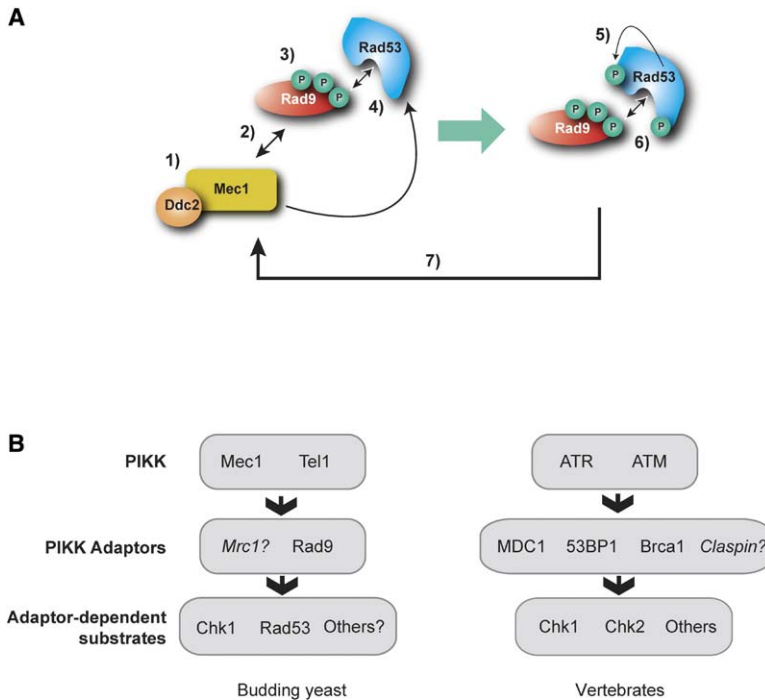 A
3)
P P P
Rad9
Rad53
4)
2)
1)
Mec1
Ddc2
5)
P
Rad53
P P P
Rad9
P
6)
7)
B
PIKK
Mec1 Tel1
ATR ATM
PIKK Adaptors
Mrc1? Rad9
MDC1 53BP1 Brca1 Claspin?
Adaptor-dependent
substrates
Chk1 Rad53 Others?
Chk1 Chk2 Others
Budding yeast
Vertebrates